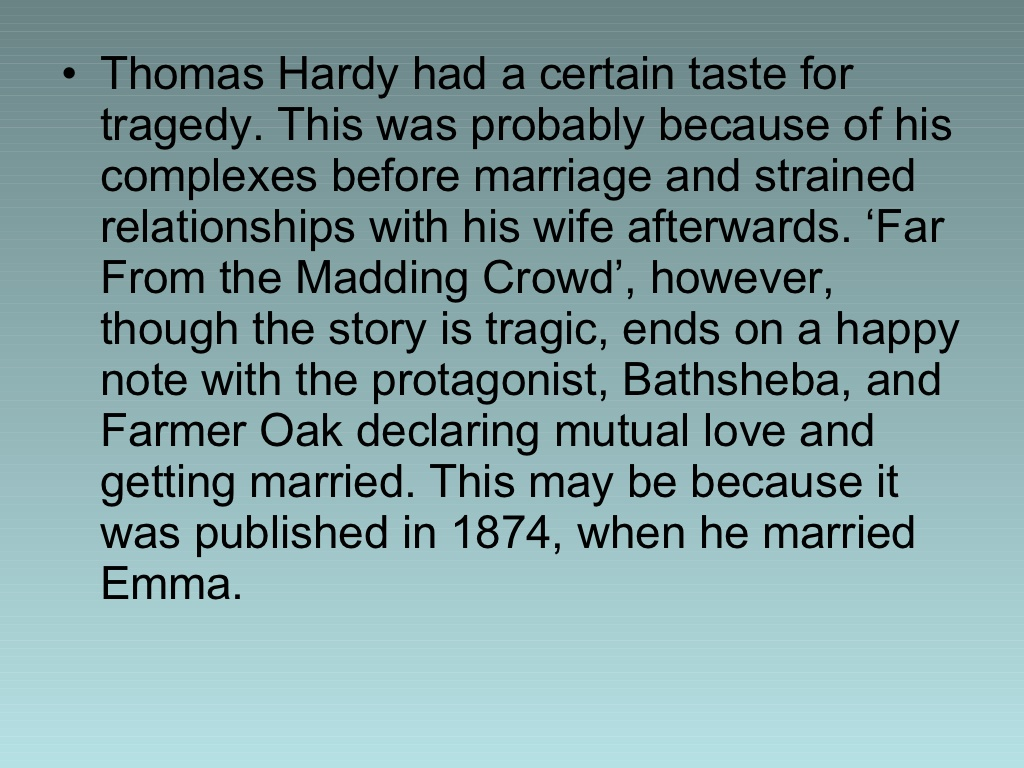 • Thomas Hardy had a certain taste for
tragedy. This was probably because of his
complexes before marriage and strained
relationships with his wife afterwards. ‘Far
From the Madding Crowd’, however,
though the story is tragic, ends on a happy
note with the protagonist, Bathsheba, and
Farmer Oak declaring mutual love and
getting married. This may be because it
was published in 1874, when he married
Emma.